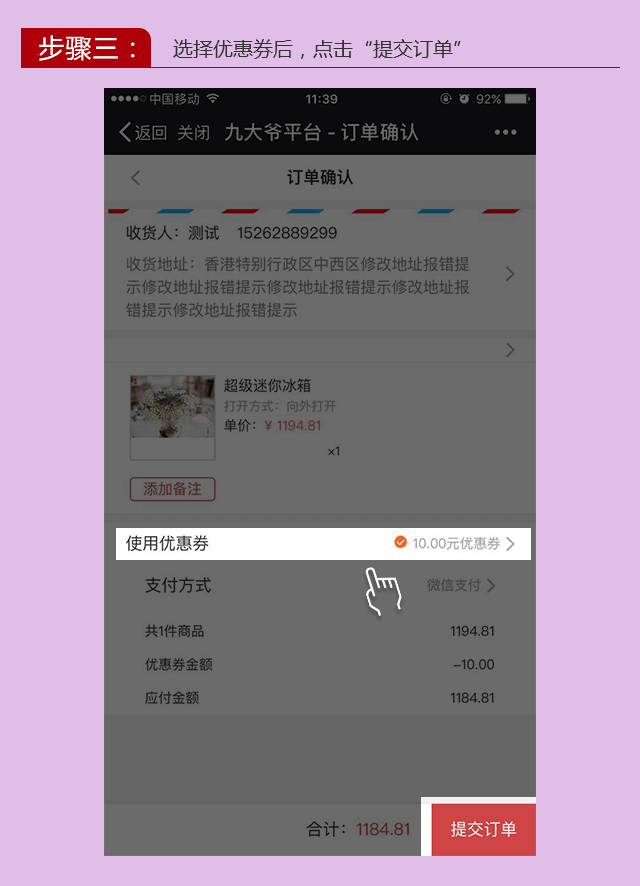 步骤三：
选择优惠券后，点击“提交订单”
中国移动 11:39 92%
返回 关闭 九大爷平台 - 订单确认
订单确认
收货人：测试 15262889299
收货地址：香港特别行政区中西区修改地址报错提
示修改地址报错提示修改地址报错提示修改地址报
错提示修改地址报错提示
超级迷你冰箱
打开方式：向外打开
单价：¥ 1194.81
×1
添加备注
使用优惠券 10.00元优惠券
支付方式 微信支付
共1件商品 1194.81
优惠券金额 −10.00
应付金额 1184.81
合计：1184.81 提交订单